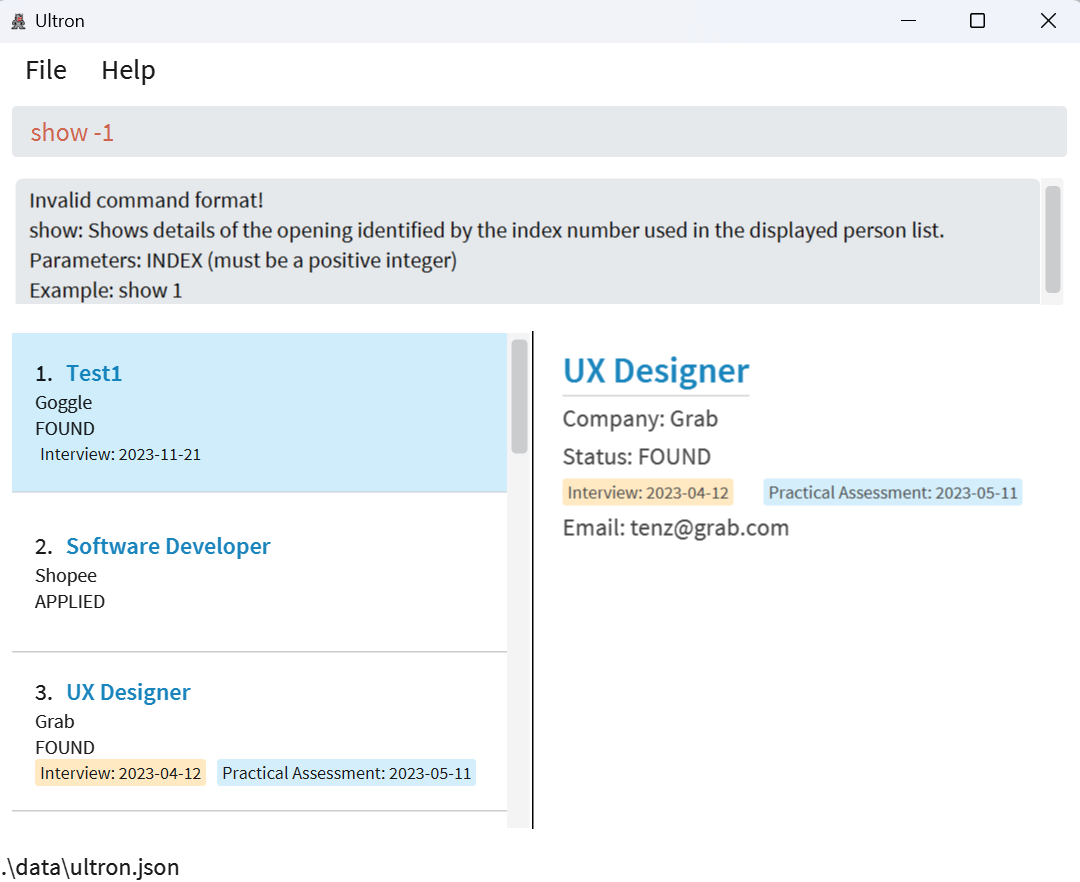 Ultron
File Help
show -1
Invalid command format!
show: Shows details of the opening identified by the index number used in the displayed person list.
Parameters: INDEX (must be a positive integer)
Example: show 1
1. Test1
Goggle
FOUND
Interview: 2023-11-21
2. Software Developer
Shopee
APPLIED
3. UX Designer
Grab
FOUND
Interview: 2023-04-12 Practical Assessment: 2023-05-11
UX Designer
Company: Grab
Status: FOUND
Interview: 2023-04-12 Practical Assessment: 2023-05-11
Email: tenz@grab.com
.\data\ultron.json